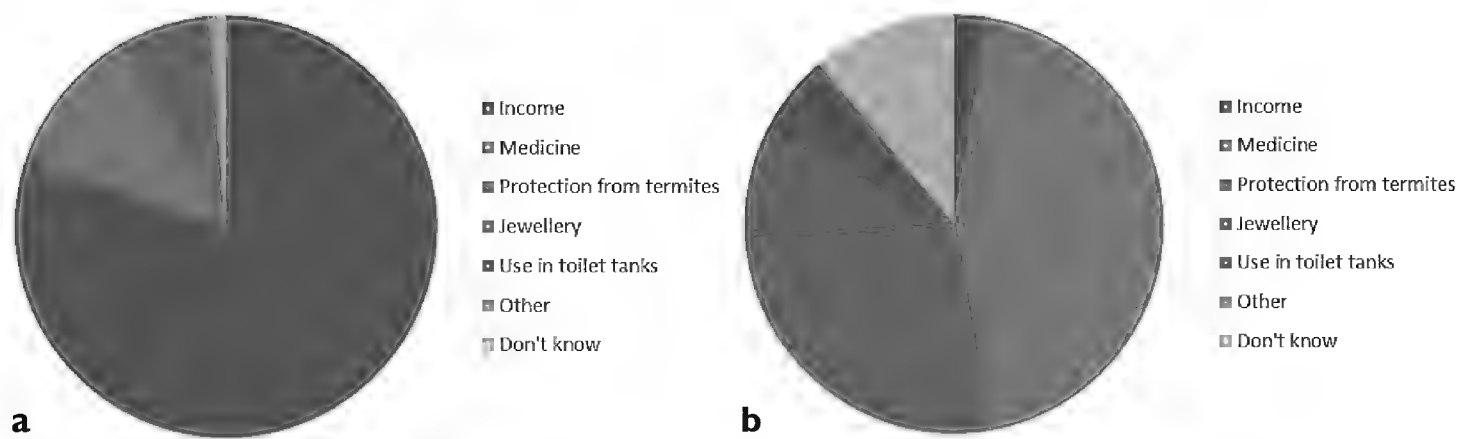 Income
Medicine
Protection from termites
Jewellery
Use in toilet tanks
Other
Don't know
a
Income
Medicine
Protection from termites
Jewellery
Use in toilet tanks
Other
Don't know
b